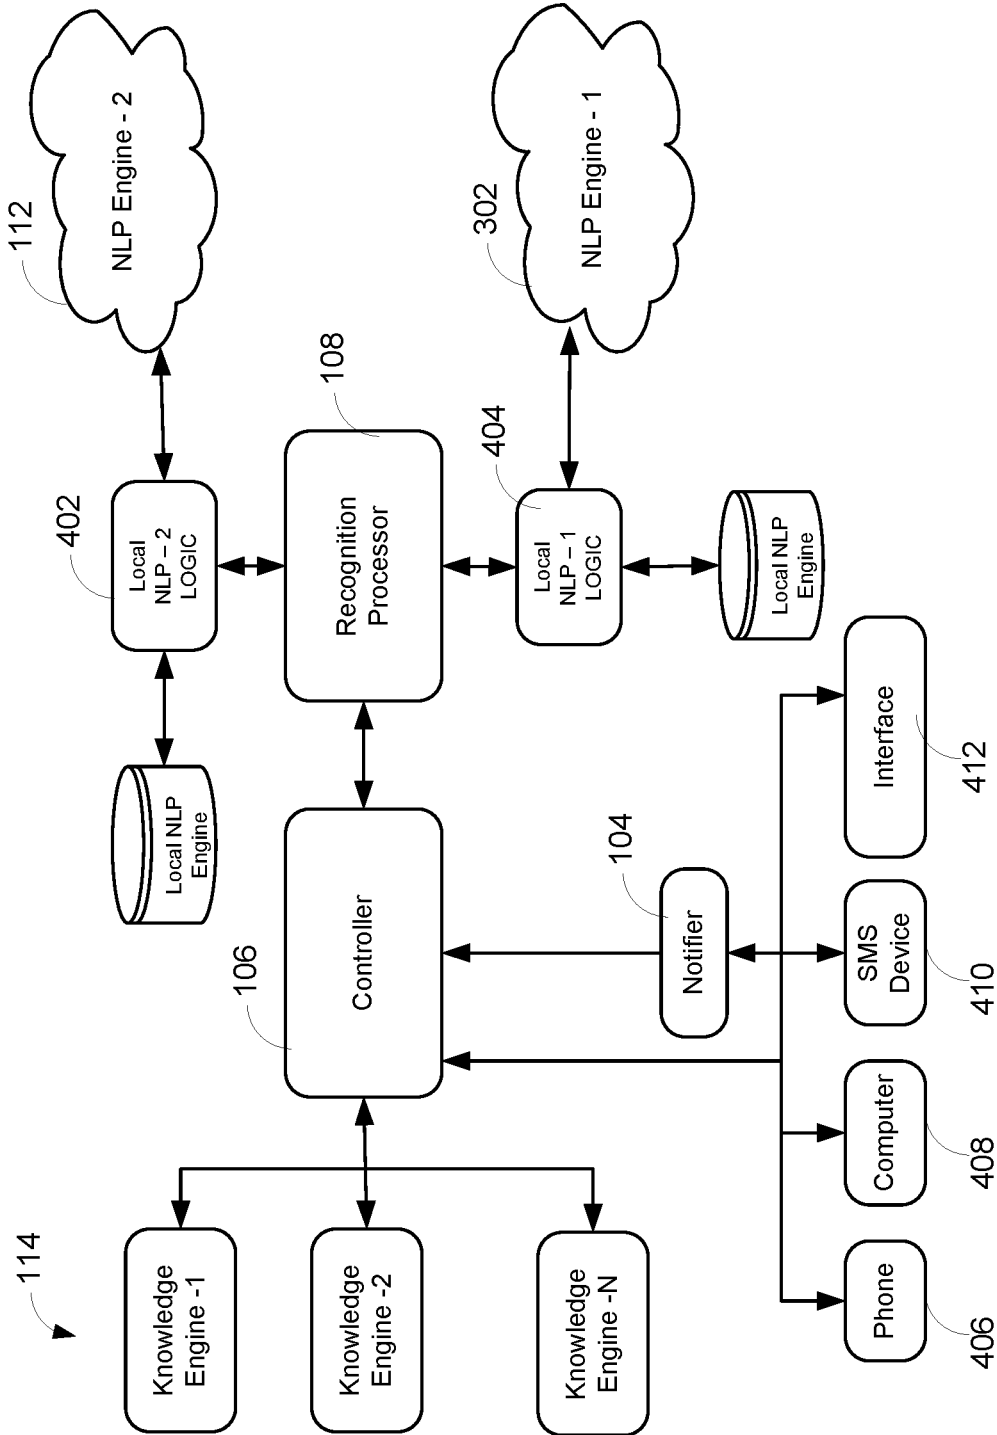 114
Knowledge
Engine -1
Knowledge
Engine -2
Knowledge
Engine -N
106
Controller
Local NLP
Engine
402
Local
NLP – 2
LOGIC
112
NLP Engine - 2
108
Recognition
Processor
404
Local
NLP – 1
LOGIC
302
NLP Engine - 1
Local NLP
Engine
104
Notifier
Phone
406
Computer
408
SMS
Device
410
Interface
412